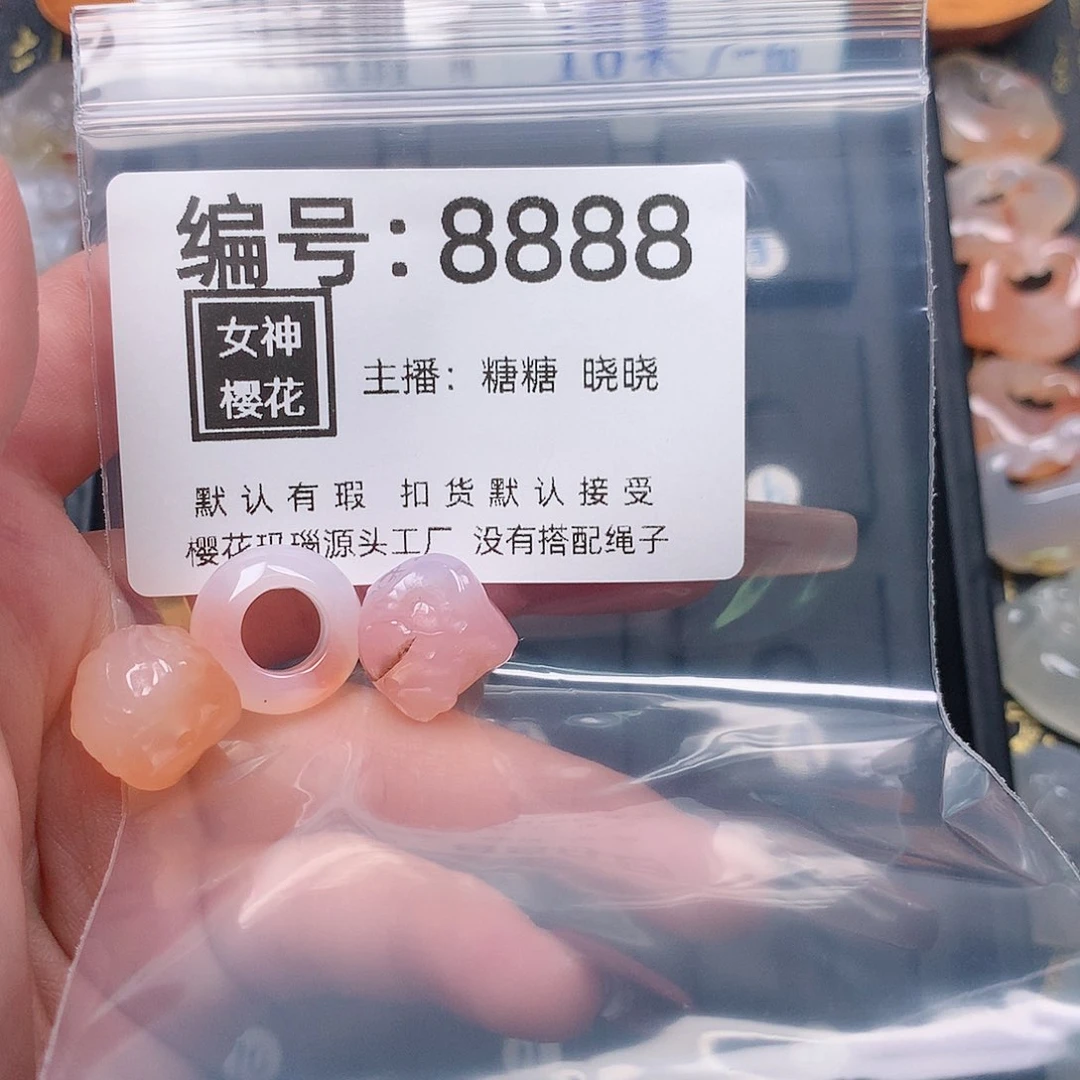 编号:8888
女神
樱花
主播: 糖糖 晓晓
默认有瑕 扣货默认接受
樱花玛瑙源头工厂 没有搭配绳子